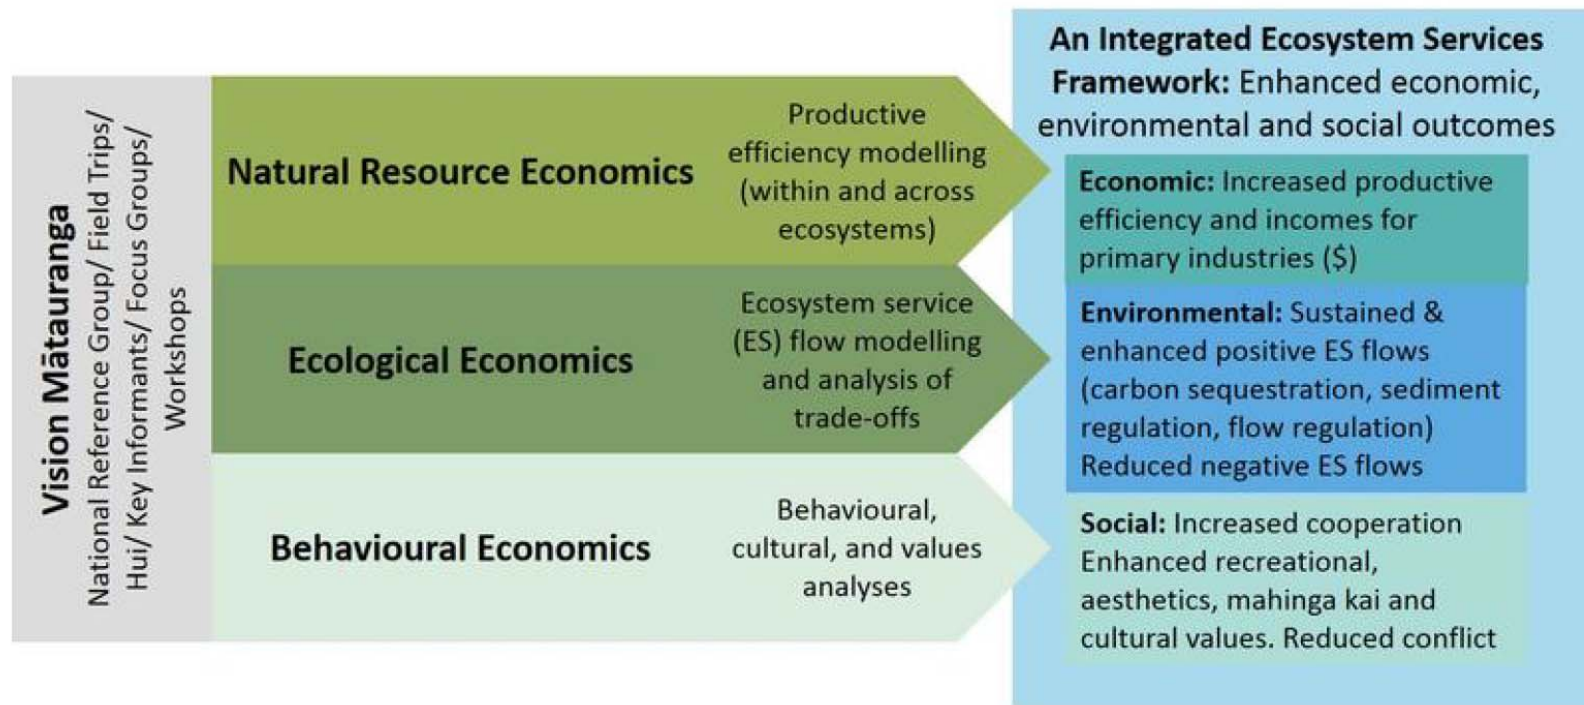 Vision Mātauranga
National Reference Group/ Field Trips/
Hui/ Key Informants/ Focus Groups/
Workshops
Natural Resource Economics
Productive
efficiency modelling
(within and across
ecosystems)
Ecological Economics
Ecosystem service
(ES) flow modelling
and analysis of
trade-offs
Behavioural Economics
Behavioural,
cultural, and values
analyses
An Integrated Ecosystem Services
Framework: Enhanced economic,
environmental and social outcomes
Economic: Increased productive
efficiency and incomes for
primary industries ($)
Environmental: Sustained &
enhanced positive ES flows
(carbon sequestration, sediment
regulation, flow regulation)
Reduced negative ES flows
Social: Increased cooperation
Enhanced recreational,
aesthetics, mahinga kai and
cultural values. Reduced conflict